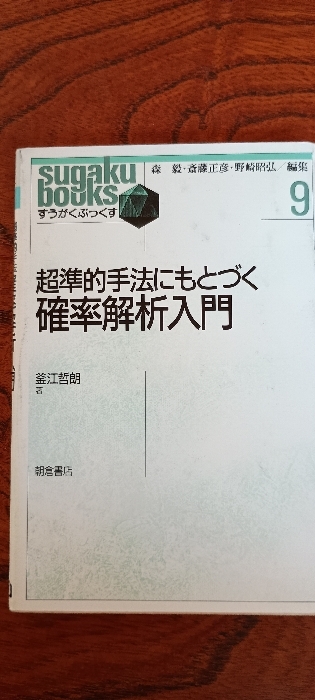 sugaku
books
すうがくぶっくす
森 毅・斎藤正彦・野崎昭弘／編集
9
超準的手法にもとづく
確率解析入門
釜江哲朗
著
朝倉書店